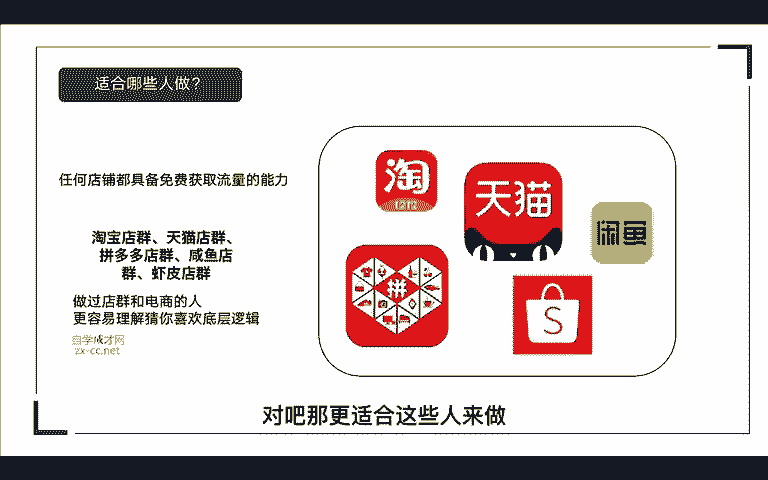 适合哪些人做？
任何店铺都具备免费获取流量的能力
淘宝店群、天猫店群、
拼多多店群、咸鱼店
群、虾皮店群
做过店群和电商的人
更容易理解猜你喜欢底层逻辑
自学成才网
zx-cc.net
淘
1212
天猫
闲鱼
拼
S
对吧那更适合这些人来做